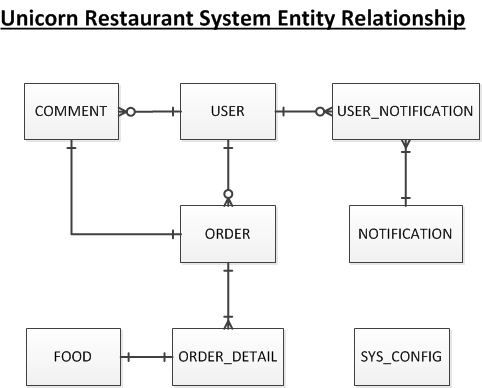 Unicorn Restaurant System Entity Relationship
COMMENT
USER
USER_NOTIFICATION
ORDER
NOTIFICATION
FOOD
ORDER_DETAIL
SYS_CONFIG